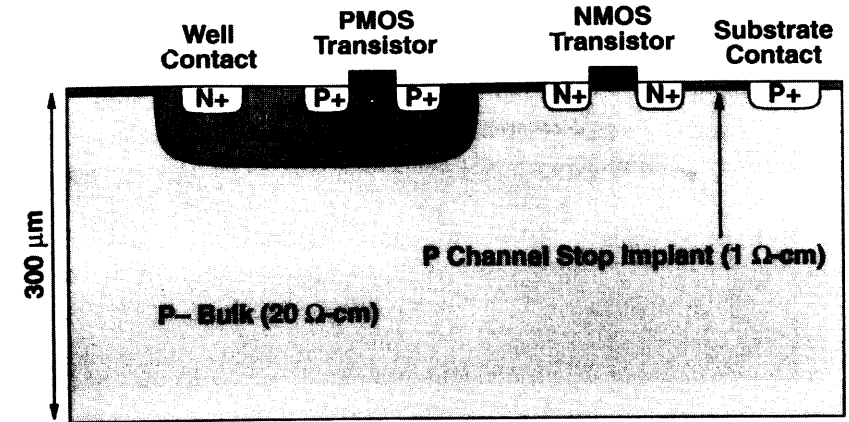 Well
Contact
PMOS
Transistor
NMOS
Transistor
Substrate
Contact
N+
P+
P+
N+
N+
P+
300 μm
P Channel Stop Implant (1 Ω-cm)
P– Bulk (20 Ω-cm)